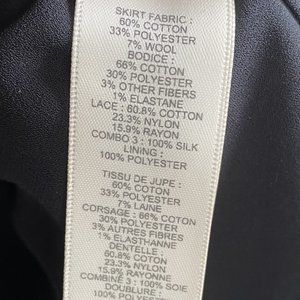 SKIRT FABRIC :
60% COTTON
33% POLYESTER
7% WOOL
BODICE :
66% COTTON
30% POLYESTER
3% OTHER FIBERS
1% ELASTANE
LACE : 60.8% COTTON
23.3% NYLON
15.9% RAYON
COMBO 3 : 100% SILK
LINING :
100% POLYESTER
TISSU DE JUPE :
60% COTON
33% POLYESTER
7% LAINE
CORSAGE : 66% COTON
30% POLYESTER
3% AUTRES FIBRES
1% ELASTHANNE
DENTELLE :
60.8% COTON
23.3% NYLON
15.9% RAYONNE
COMBINÉ 3 : 100% SOIE
DOUBLURE :
100% POLYESTER